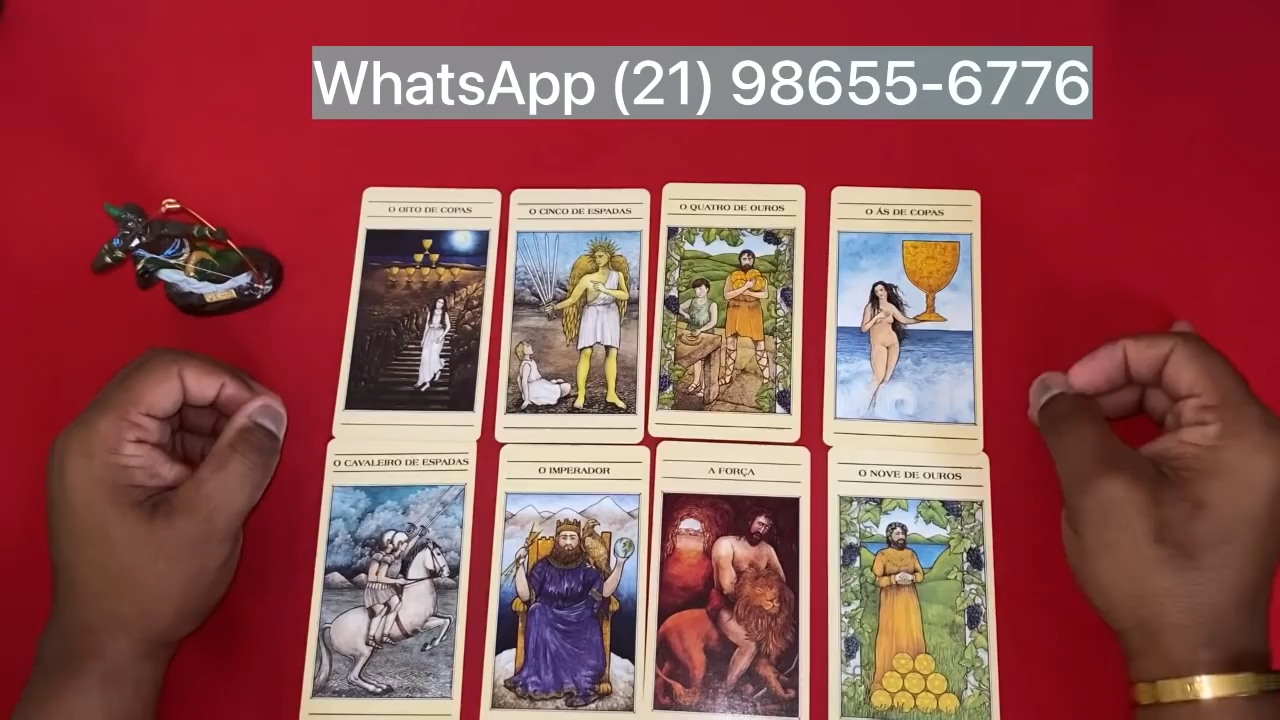 WhatsApp (21) 98655-6776
O OITO DE COPAS
O CINCO DE ESPADAS
O QUATRO DE OUROS
O ÁS DE COPAS
O CAVALEIRO DE ESPADAS
O IMPERADOR
A FORÇA
O NOVE DE OUROS